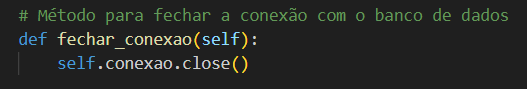 # Método para fechar a conexão com o banco de dados
def fechar_conexao(self):
    self.conexao.close()